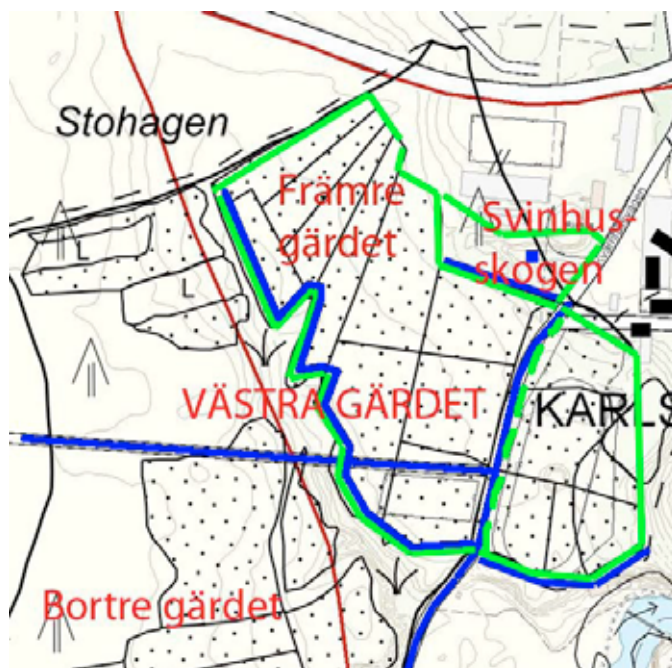 Stohagen
Främre
gärdet
Svinhus-
skogen
L
L
VÄSTRA GÄRDET
KARLS
Bortre gärdet